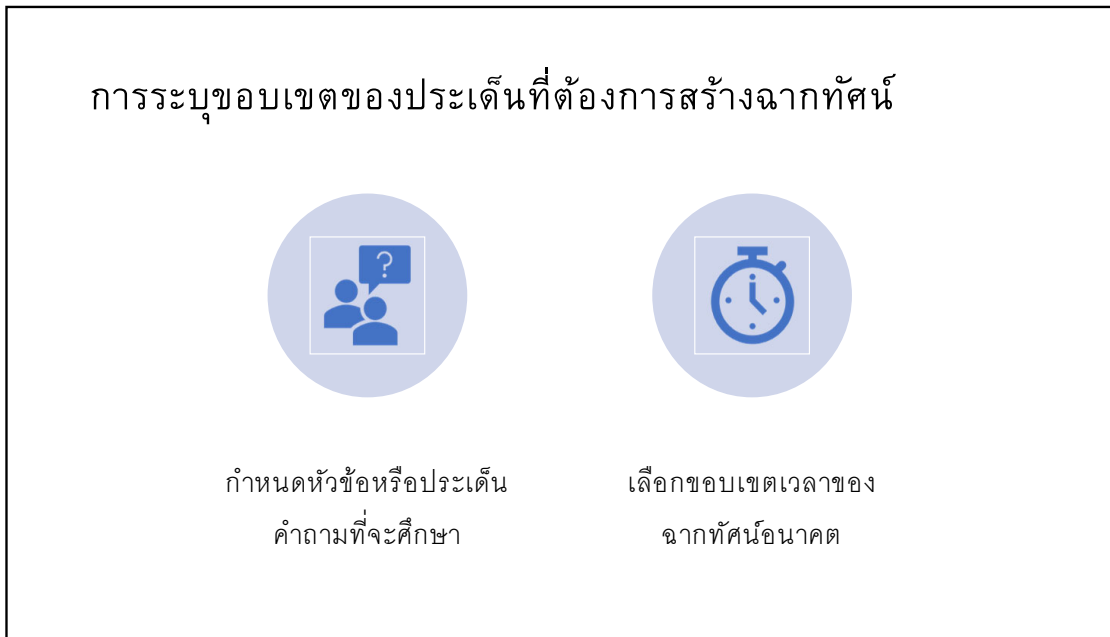 การระบุขอบเขตของประเด็นที่ต้องการสร้างฉากทัศน์
?
กำหนดหัวข้อหรือประเด็น
คำถามที่จะศึกษา
เลือกขอบเขตเวลาของ
ฉากทัศน์อนาคต